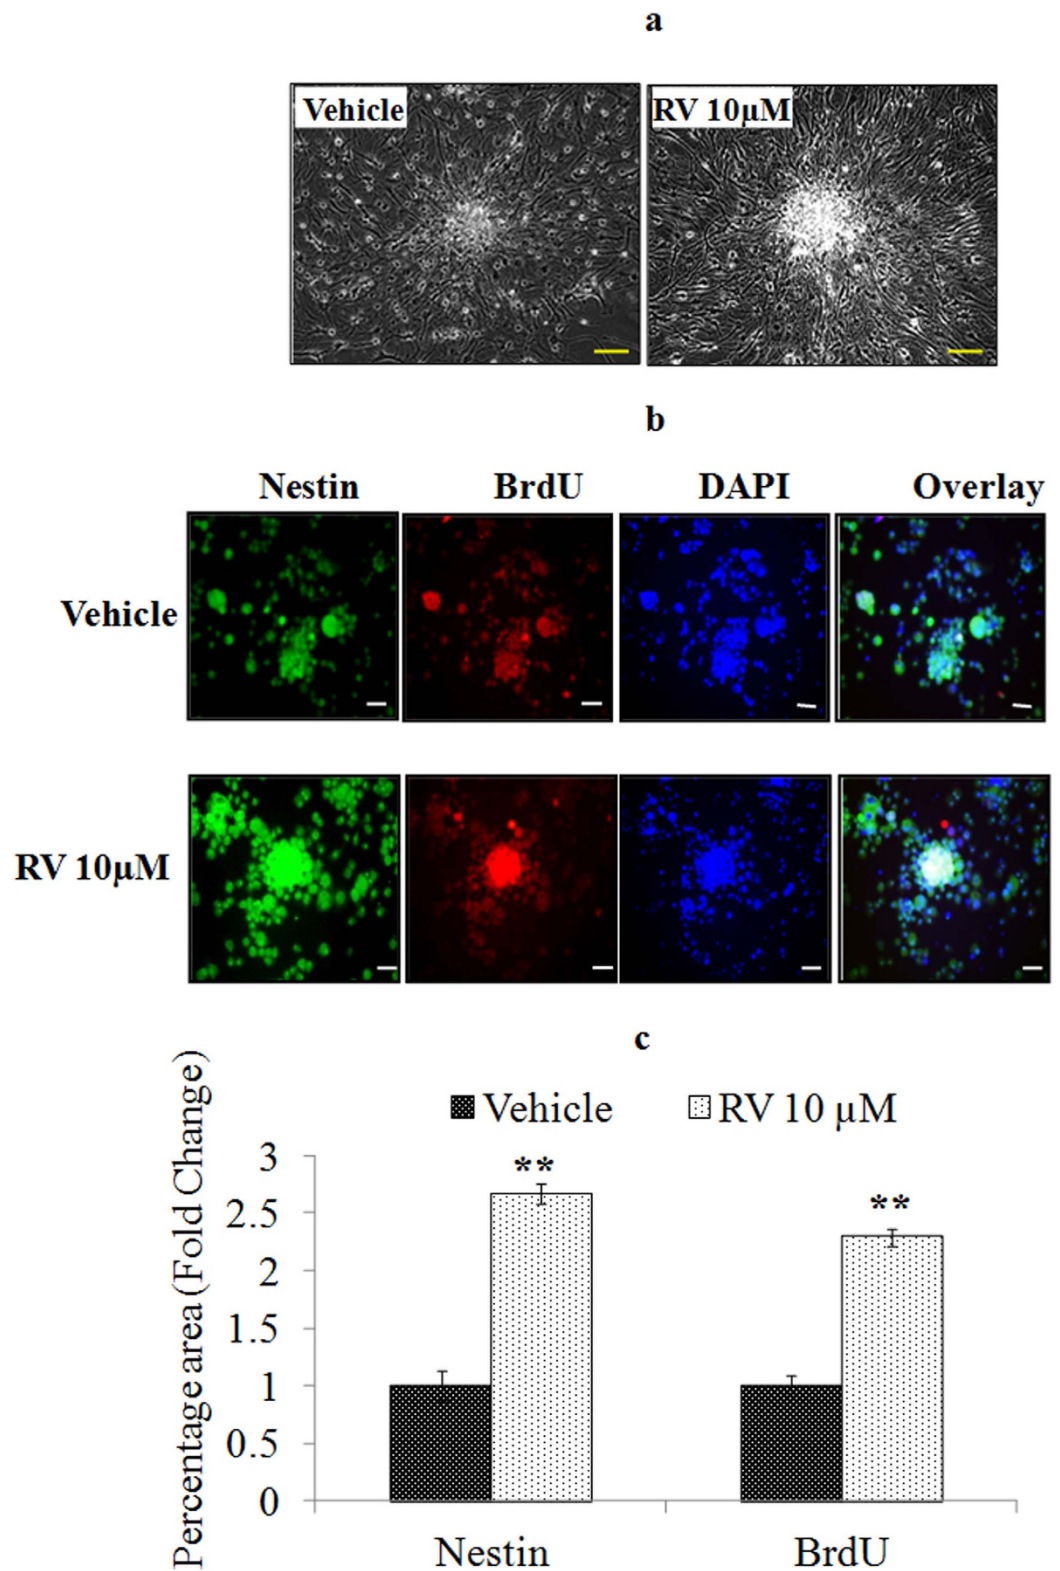 a
Vehicle
RV 10μM
b
Nestin BrdU DAPI Overlay
Vehicle
RV 10μM
c
Percentage area (Fold Change)
Vehicle RV 10 μM
3
2.5
2
1.5
1
0.5
0
**
**
Nestin BrdU